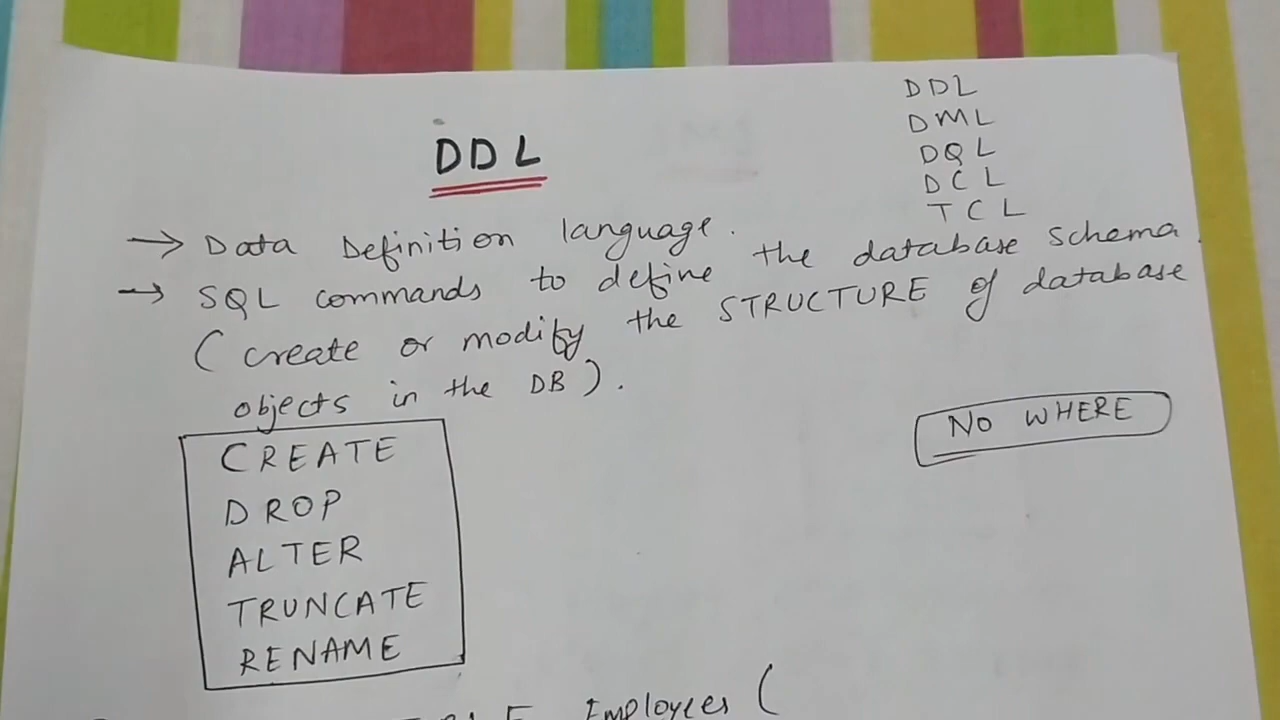 DDL
DML
DQL
DCL
TCL
DDL
→ Data Definition language.
→ SQL commands to define the database schema.
(create or modify the STRUCTURE of database
objects in the DB).
NO WHERE
CREATE
DROP
ALTER
TRUNCATE
RENAME
Employees (